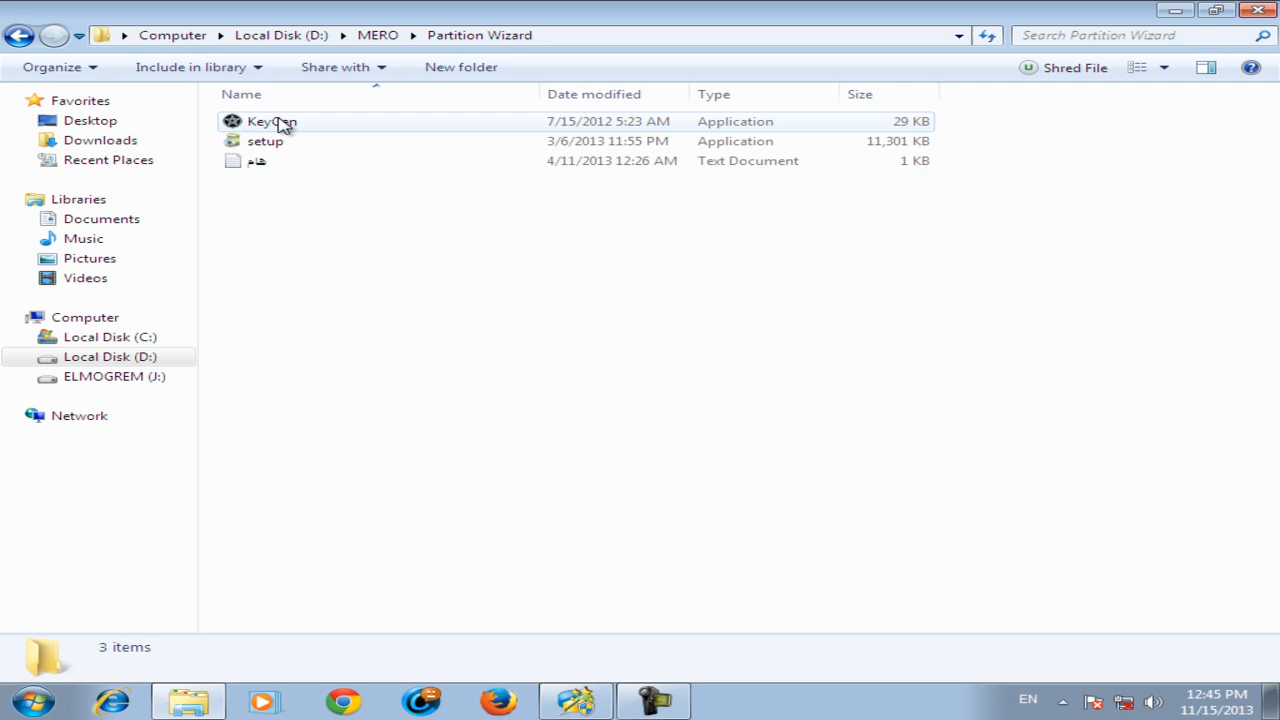 Computer Local Disk (D:) MERO Partition Wizard Search Partition Wizard
Organize Include in library Share with New folder Shred File
Name Date modified Type Size
KeyGen 7/15/2012 5:23 AM Application 29 KB
setup 3/6/2013 11:55 PM Application 11,301 KB
هام 4/11/2013 12:26 AM Text Document 1 KB
Favorites
Desktop
Downloads
Recent Places
Libraries
Documents
Music
Pictures
Videos
Computer
Local Disk (C:)
Local Disk (D:)
ELMOGREM (J:)
Network
3 items
EN 12:45 PM
11/15/2013